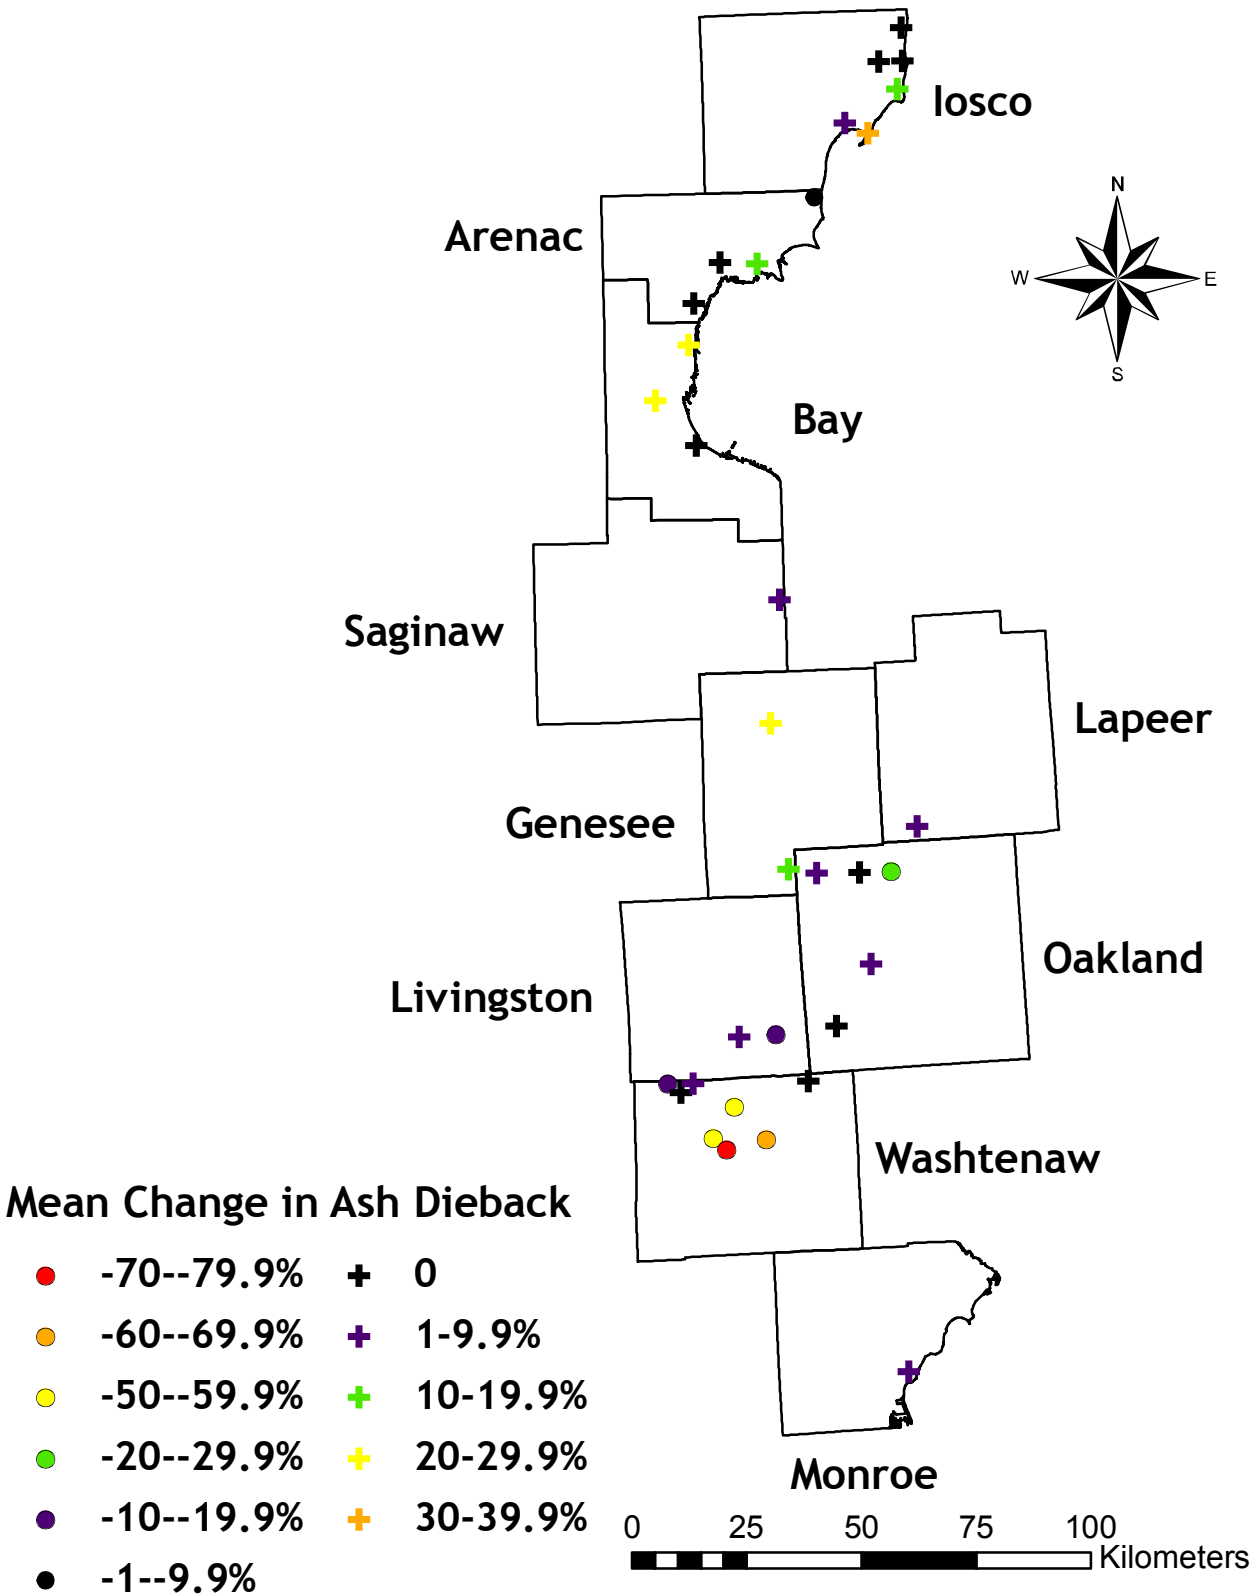 Iosco
N
Arenac
W
E
S
Bay
Saginaw
Lapeer
Genesee
Oakland
Livingston
Washtenaw
Mean Change in Ash Dieback
-70--79.9% 0
-60--69.9% 1-9.9%
-50--59.9% 10-19.9%
-20--29.9% 20-29.9%
-10--19.9% 30-39.9%
-1--9.9%
Monroe
0 25 50 75 100
Kilometers